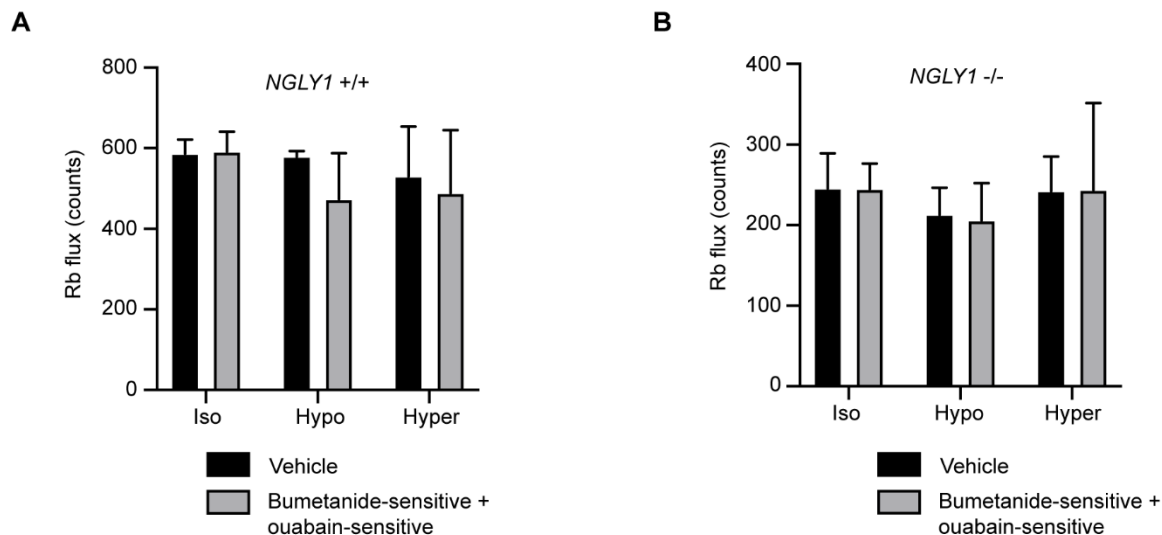 A
800
600
400
200
0
Rb flux (counts)
NGLY1 +/+
Iso Hypo Hyper
Vehicle
Bumetanide-sensitive +
ouabain-sensitive
B
400
300
200
100
0
Rb flux (counts)
NGLY1 -/-
Iso Hypo Hyper
Vehicle
Bumetanide-sensitive +
ouabain-sensitive